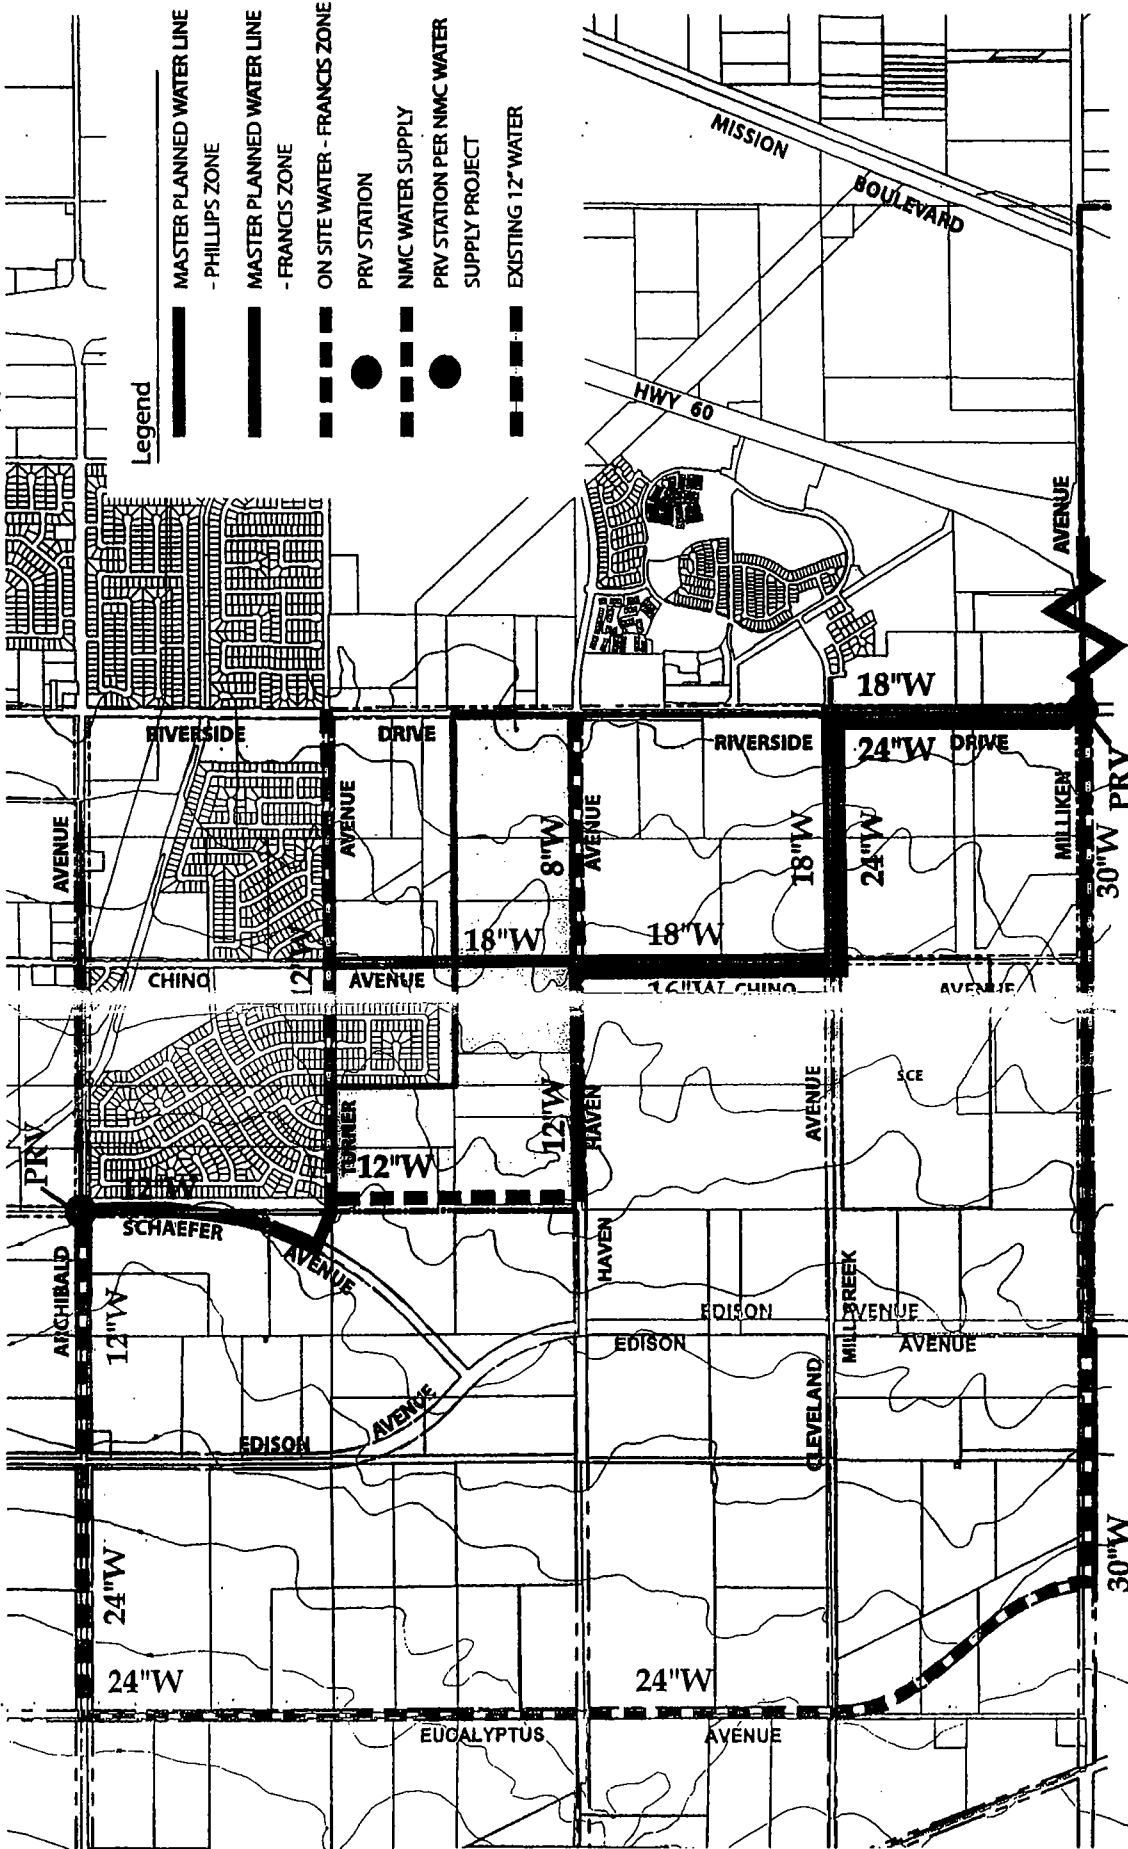 Legend
MASTER PLANNED WATER LINE
- PHILLIPS ZONE
MASTER PLANNED WATER LINE
- FRANCIS ZONE
ON SITE WATER - FRANCIS ZONE
PRV STATION
NMC WATER SUPPLY
PRV STATION PER NMC WATER
SUPPLY PROJECT
EXISTING 12" WATER
MISSION
BOULEVARD
HWY 60
AVENUE
18"W
RIVERSIDE
DRIVE
RIVERSIDE
24"W
DRIVE
AVENUE
AVENUE
8"W
AVENUE
18"W
24"W
MILLIKEN
PRV
30"W
18"W
18"W
12"W
CHINO
AVENUE
16"W
CHINO
AVENUE
SCE
PRV
12"W
TURNER
12"W
12"W
HAVEN
AVENUE
SCHAEFER
AVENUE
ARCHIBALD
12"W
HAVEN
EDISON
AVENUE
MILL CREEK
EDISON
AVENUE
EDISON
AVENUE
CLEVELAND
24"W
30"W
24"W
24"W
EUCALYPTUS
AVENUE